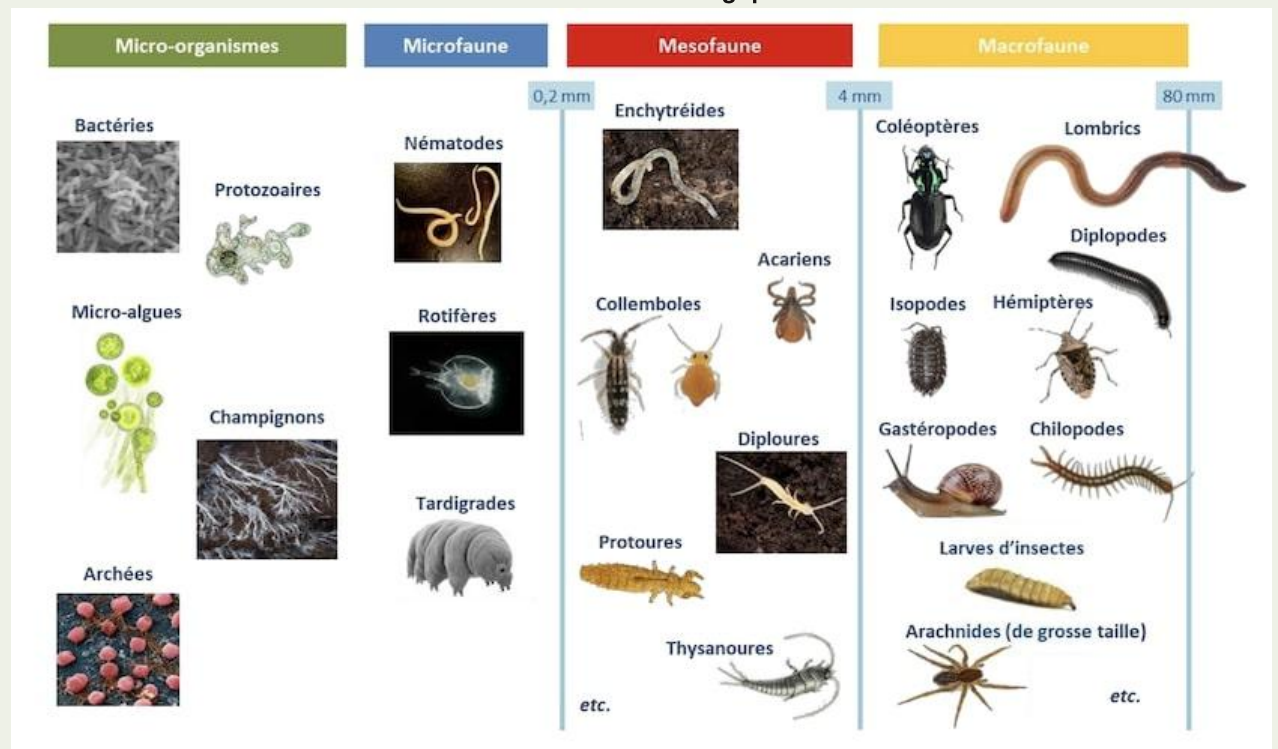 Micro-organismes
Microfaune
Mesofaune
Macrofaune
0,2 mm
4 mm
80 mm
Bactéries
Protozoaires
Micro-algues
Champignons
Archées
Nématodes
Rotifères
Tardigrades
Enchytréides
Acariens
Collemboles
Diploures
Protoures
Thysanoures
etc.
Coléoptères
Lombrics
Diplopodes
Isopodes
Hémiptères
Gastéropodes
Chilopodes
Larves d'insectes
Arachnides (de grosse taille)
etc.